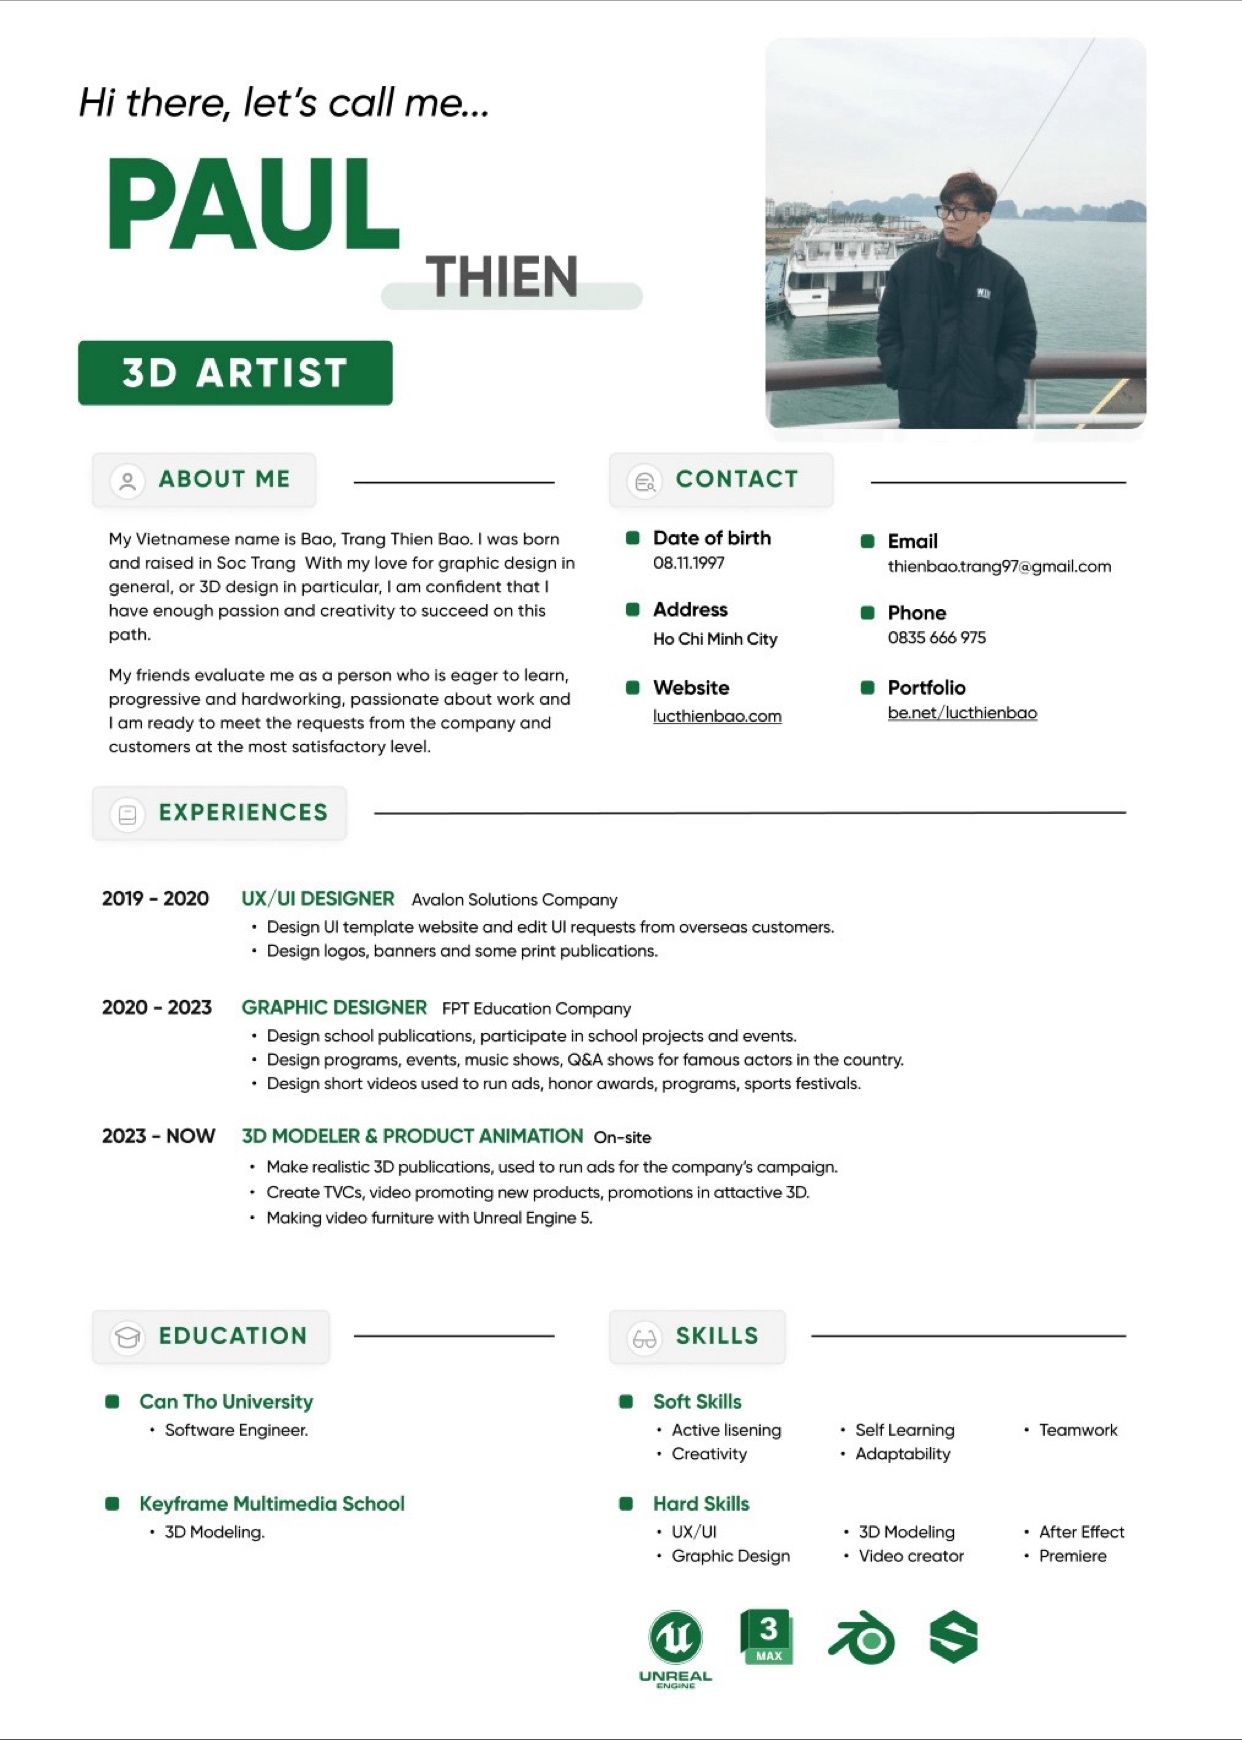 Hi there, let's call me...
PAUL
THIEN
3D ARTIST
ABOUT ME
My Vietnamese name is Bao, Trang Thien Bao. I was born
and raised in Soc Trang  With my love for graphic design in
general, or 3D design in particular, I am confident that I
have enough passion and creativity to succeed on this
path.
My friends evaluate me as a person who is eager to learn,
progressive and hardworking, passionate about work and
I am ready to meet the requests from the company and
customers at the most satisfactory level.
CONTACT
Date of birth
08.11.1997
Address
Ho Chi Minh City
Website
lucthienbao.com
Email
thienbao.trang97@gmail.com
Phone
0835 666 975
Portfolio
be.net/lucthienbao
EXPERIENCES
2019 - 2020 UX/UI DESIGNER Avalon Solutions Company
• Design UI template website and edit UI requests from overseas customers.
• Design logos, banners and some print publications.
2020 - 2023 GRAPHIC DESIGNER FPT Education Company
• Design school publications, participate in school projects and events.
• Design programs, events, music shows, Q&A shows for famous actors in the country.
• Design short videos used to run ads, honor awards, programs, sports festivals.
2023 - NOW 3D MODELER & PRODUCT ANIMATION On-site
• Make realistic 3D publications, used to run ads for the company's campaign.
• Create TVCs, video promoting new products, promotions in attactive 3D.
• Making video furniture with Unreal Engine 5.
EDUCATION
Can Tho University
• Software Engineer.
Keyframe Multimedia School
• 3D Modeling.
SKILLS
Soft Skills
• Active lisening • Self Learning • Teamwork
• Creativity • Adaptability
Hard Skills
• UX/UI • 3D Modeling • After Effect
• Graphic Design • Video creator • Premiere
UNREAL
ENGINE
3
MAX